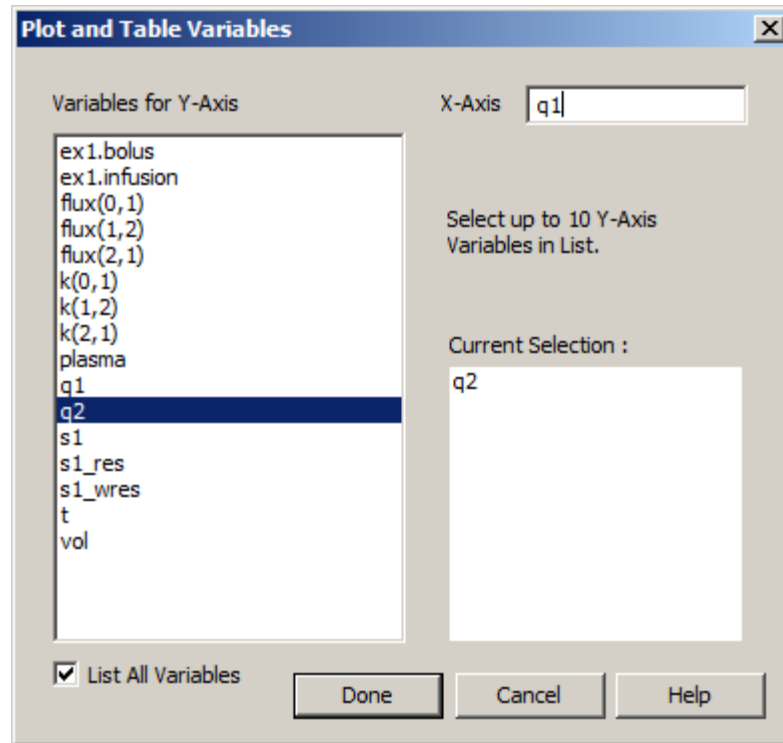 Plot and Table Variables
Variables for Y-Axis
X-Axis
q1
ex1.bolus
ex1.infusion
flux(0,1)
flux(1,2)
flux(2,1)
k(0,1)
k(1,2)
k(2,1)
plasma
q1
q2
s1
s1_res
s1_wres
t
vol
Select up to 10 Y-Axis
Variables in List.
Current Selection :
q2
List All Variables
Done
Cancel
Help